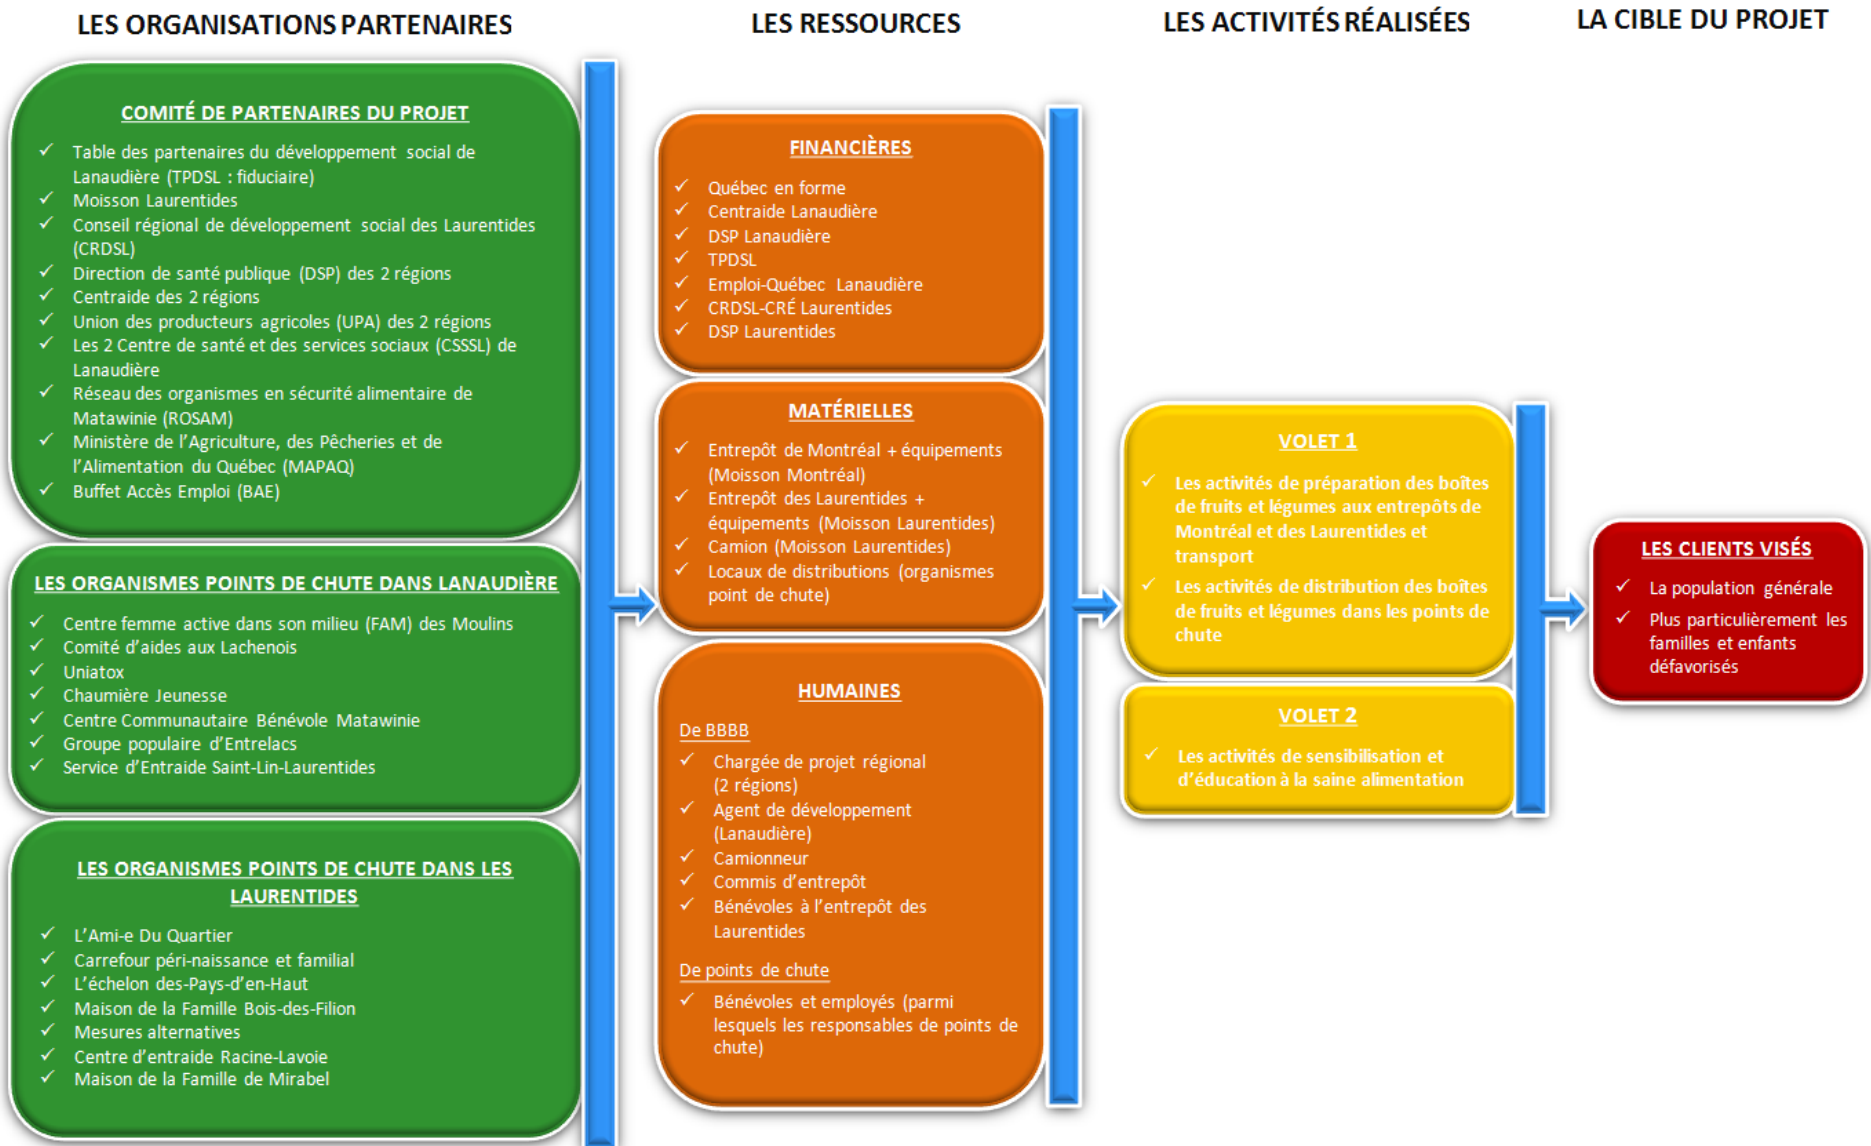 LES ORGANISATIONS PARTENAIRES
LES RESSOURCES
LES ACTIVITÉS RÉALISÉES
LA CIBLE DU PROJET
COMITÉ DE PARTENAIRES DU PROJET
✓ Table des partenaires du développement social de
Lanaudière (TPDSL : fiduciaire)
✓ Moisson Laurentides
✓ Conseil régional de développement social des Laurentides
(CRDSL)
✓ Direction de santé publique (DSP) des 2 régions
✓ Centraide des 2 régions
✓ Union des producteurs agricoles (UPA) des 2 régions
✓ Les 2 Centre de santé et des services sociaux (CSSSL) de
Lanaudière
✓ Réseau des organismes en sécurité alimentaire de
Matawinie (ROSAM)
✓ Ministère de l'Agriculture, des Pêcheries et de
l'Alimentation du Québec (MAPAQ)
✓ Buffet Accès Emploi (BAE)
LES ORGANISMES POINTS DE CHUTE DANS LANAUDIÈRE
✓ Centre femme active dans son milieu (FAM) des Moulins
✓ Comité d'aides aux Lachenois
✓ Uniatox
✓ Chaumière Jeunesse
✓ Centre Communautaire Bénévole Matawinie
✓ Groupe populaire d'Entrelacs
✓ Service d'Entraide Saint-Lin-Laurentides
LES ORGANISMES POINTS DE CHUTE DANS LES
LAURENTIDES
✓ L'Ami-e Du Quartier
✓ Carrefour péri-naissance et familial
✓ L'échelon des-Pays-d'en-Haut
✓ Maison de la Famille Bois-des-Filion
✓ Mesures alternatives
✓ Centre d'entraide Racine-Lavoie
✓ Maison de la Famille de Mirabel
FINANCIÈRES
✓ Québec en forme
✓ Centraide Lanaudière
✓ DSP Lanaudière
✓ TPDSL
✓ Emploi-Québec Lanaudière
✓ CRDSL-CRÉ Laurentides
✓ DSP Laurentides
MATÉRIELLES
✓ Entrepôt de Montréal + équipements
(Moisson Montréal)
✓ Entrepôt des Laurentides +
équipements (Moisson Laurentides)
✓ Camion (Moisson Laurentides)
✓ Locaux de distributions (organismes
point de chute)
HUMAINES
De BBBB
✓ Chargée de projet régional
(2 régions)
✓ Agent de développement
(Lanaudière)
✓ Camionneur
✓ Commis d'entrepôt
✓ Bénévoles à l'entrepôt des
Laurentides
De points de chute
✓ Bénévoles et employés (parmi
lesquels les responsables de points de
chute)
VOLET 1
✓ Les activités de préparation des boîtes
de fruits et légumes aux entrepôts de
Montréal et des Laurentides et
transport
✓ Les activités de distribution des boîtes
de fruits et légumes dans les points de
chute
VOLET 2
✓ Les activités de sensibilisation et
d'éducation à la saine alimentation
LES CLIENTS VISÉS
✓ La population générale
✓ Plus particulièrement les
familles et enfants
défavorisés